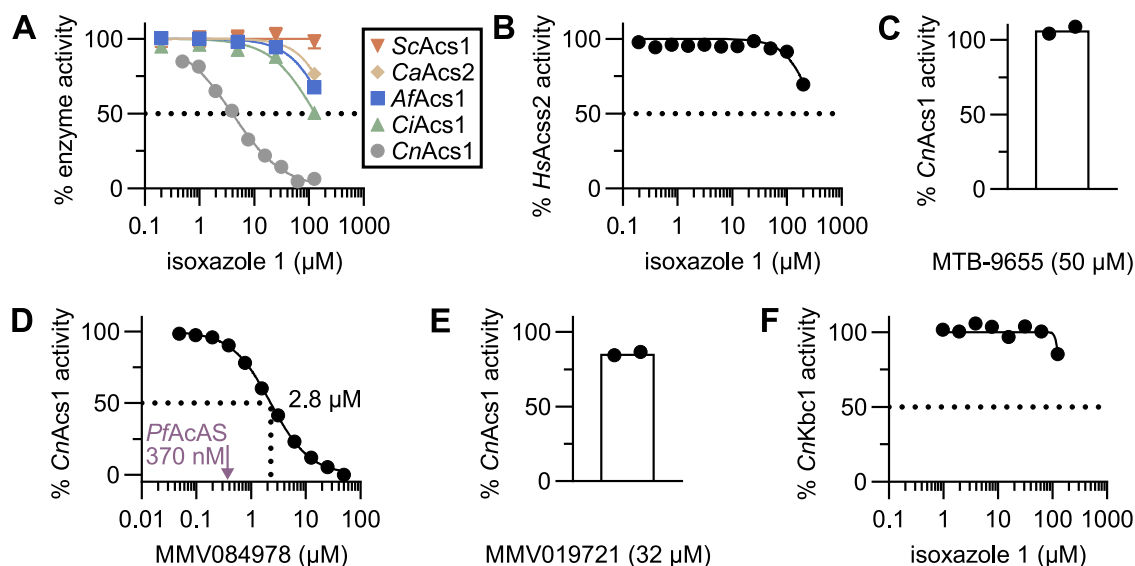 A
% enzyme activity
100
50
0
0.1 1 10 100 1000
isoxazole 1 (µM)
ScAcs1
CaAcs2
AfAcs1
CiAcs1
CnAcs1
B
% HsAcss2
100
50
0
0.1 1 10 100 1000
isoxazole 1 (µM)
C
% CnAcs1 activity
100
50
0
MTB-9655 (50 µM)
D
% CnAcs1 activity
100
50
0
2.8 µM
PfAcAS
370 nM
0.01 0.1 1 10 100
MMV084978 (µM)
E
% CnAcs1 activity
100
50
0
MMV019721 (32 µM)
F
% CnKbc1 activity
100
50
0
0.1 1 10 100 1000
isoxazole 1 (µM)